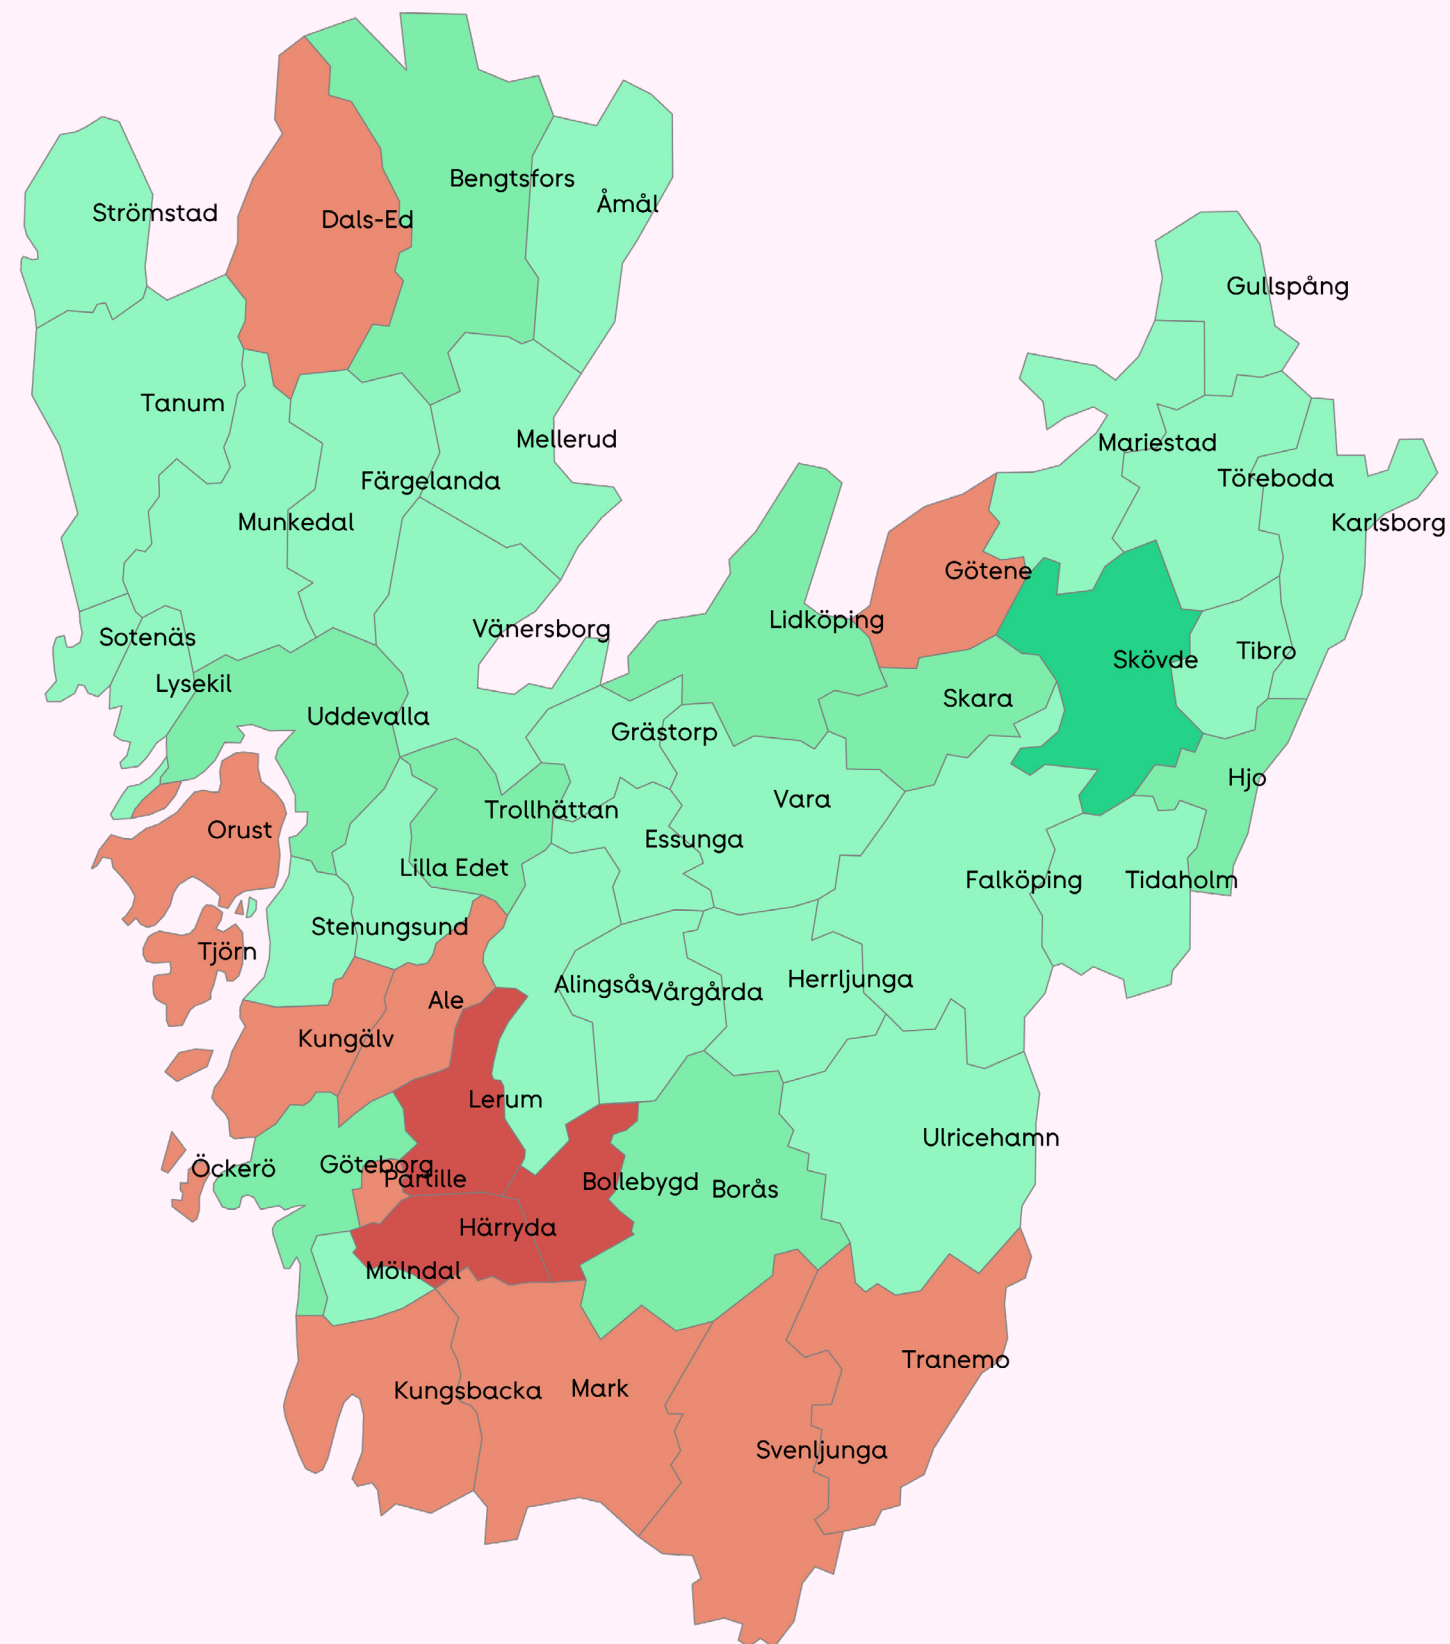 Bengtsfors
Åmål
Strömstad
Dals-Ed
Gullspång
Tanum
Mellerud
Mariestad
Färgelanda
Töreboda
Munkedal
Karlsborg
Götene
Lidköping
Vänersborg
Sotenäs
Tibro
Skövde
Lysekil
Skara
Uddevalla
Grästorp
Hjo
Vara
Trollhättan
Orust
Essunga
Lilla Edet
Falköping
Tidaholm
Stenungsund
Tjörn
Herrljunga
Alingsås
Vårgårda
Ale
Kungälv
Lerum
Ulricehamn
Göteborg
Öckerö
Partille
Bollebygd
Borås
Härryda
Mölndal
Tranemo
Mark
Kungsbacka
Svenljunga